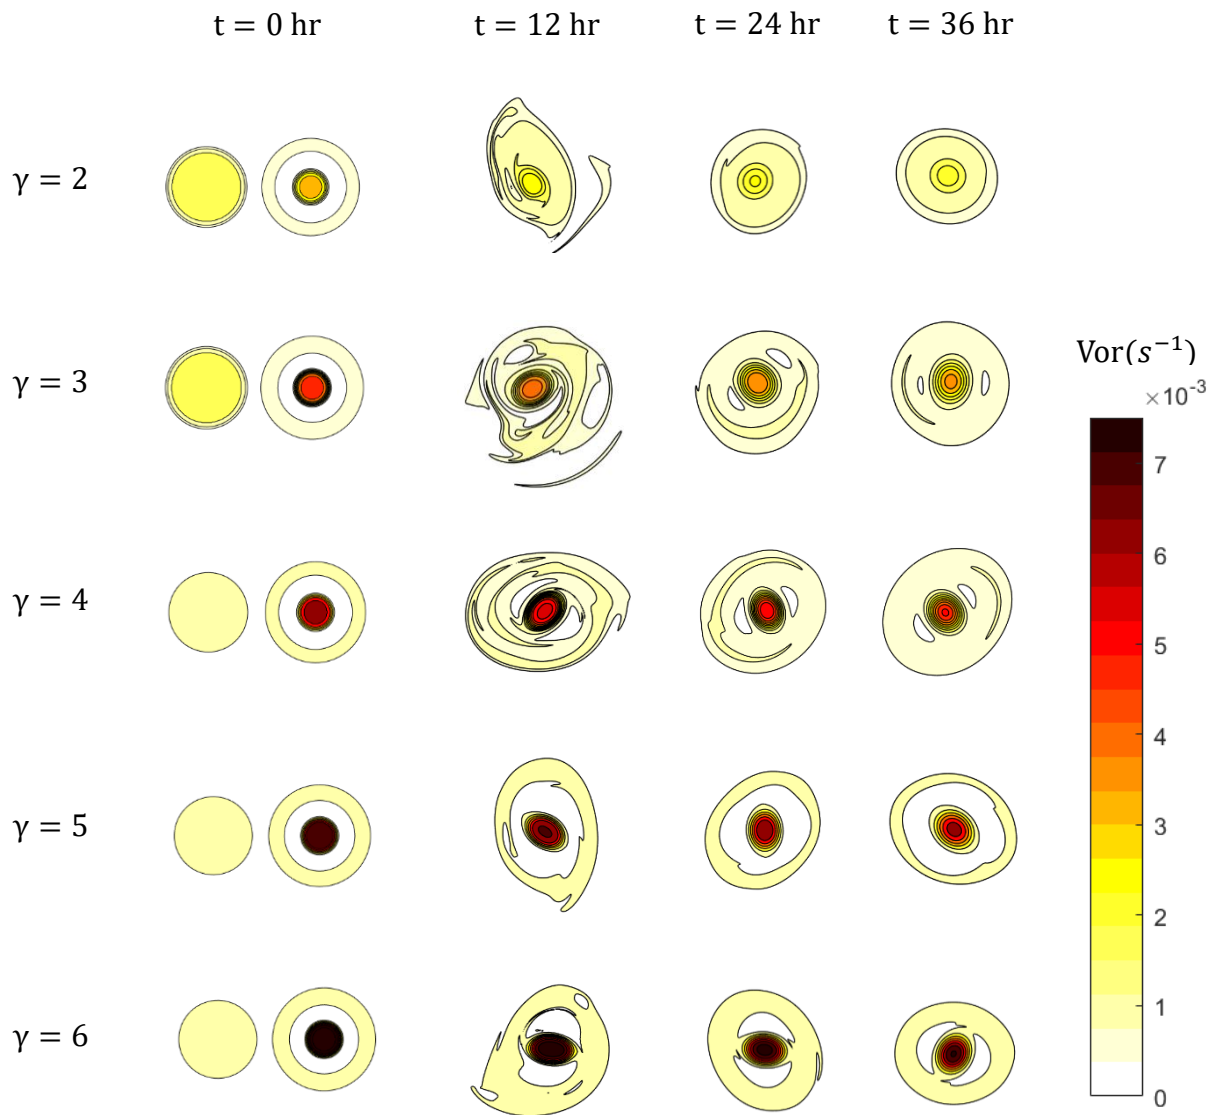 t = 0 hr t = 12 hr t = 24 hr t = 36 hr
γ = 2
γ = 3
Vor(s⁻¹)
×10⁻³
7
γ = 4
6
5
4
γ = 5
3
2
γ = 6
1
0